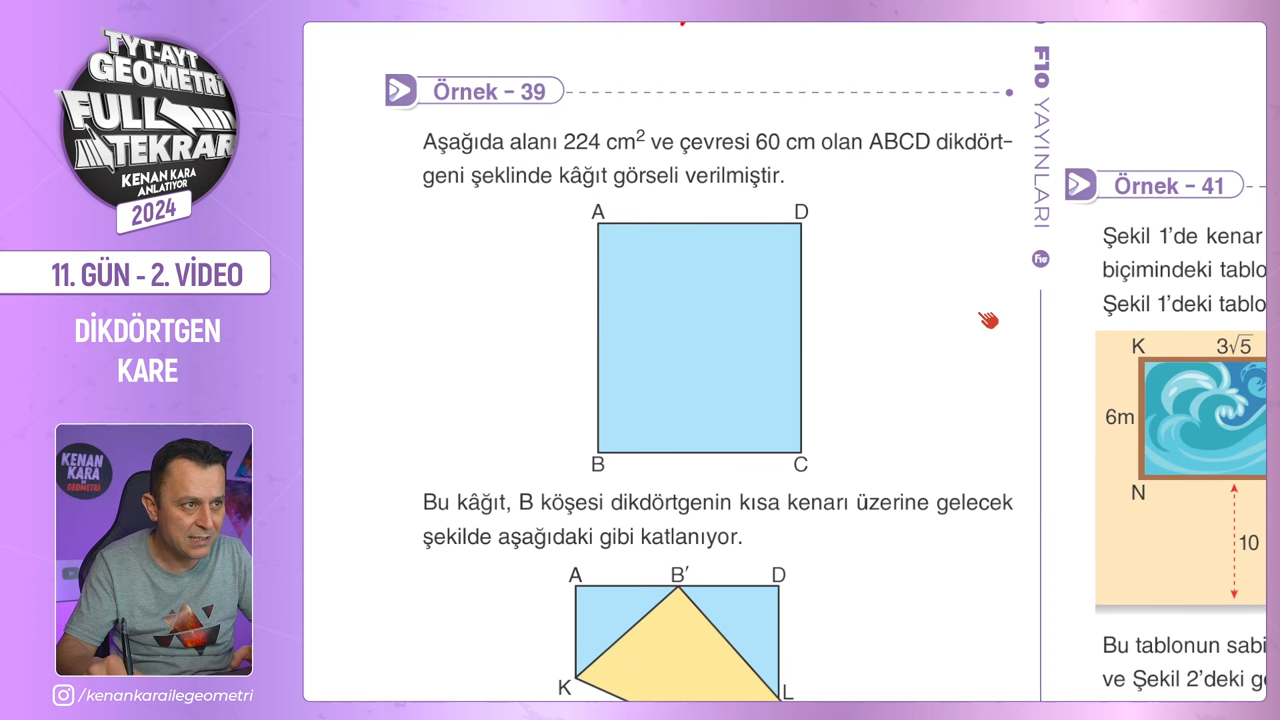 TYT-AYT
GEOMETRİ
FULL
TEKRAR
KENAN KARA
ANLATIYOR
2024
11. GÜN - 2. VİDEO
DİKDÖRTGEN
KARE
KENAN
KARA
GEOMETRİ
/kenankarailegeometri
Örnek – 39
Aşağıda alanı 224 cm² ve çevresi 60 cm olan ABCD dikdört-
geni şeklinde kâğıt görseli verilmiştir.
A D
B C
Bu kâğıt, B köşesi dikdörtgenin kısa kenarı üzerine gelecek
şekilde aşağıdaki gibi katlanıyor.
A B′ D
K L
F10 YAYINLARI
F10
Örnek – 41
Şekil 1’de kenar
biçimindeki tablo
Şekil 1’deki tablo
K 3√5
6m
N
10
Bu tablonun sabi
ve Şekil 2’deki g